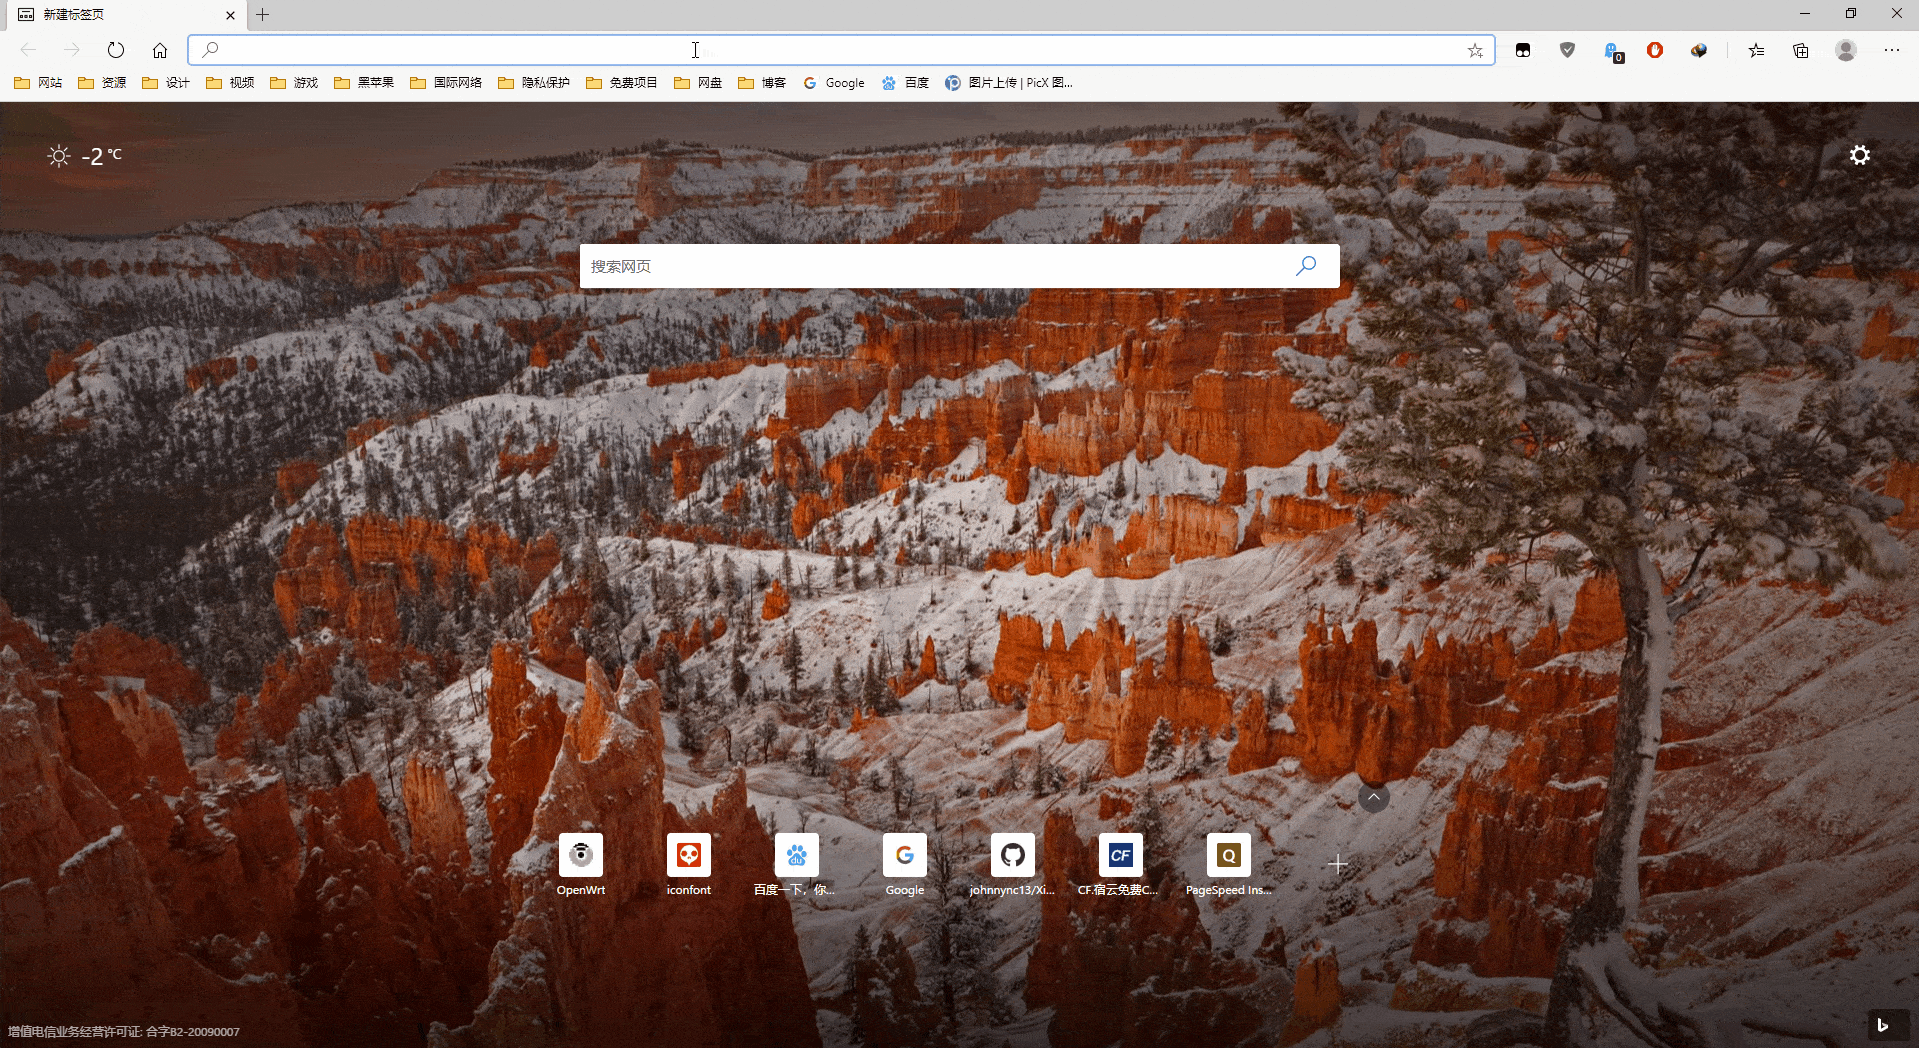 新建标签页
0
网站
资源
设计
视频
游戏
黑苹果
国际网络
隐私保护
免费项目
网盘
博客
Google
百度
图片上传 | PicX 图...
-2 °C
搜索网页
OpenWrt
iconfont
du
百度一下，你...
Google
johnnync13/Xi...
CF
CF.宿云免费C...
Q
PageSpeed Ins...
增值电信业务经营许可证: 合字B2-20090007